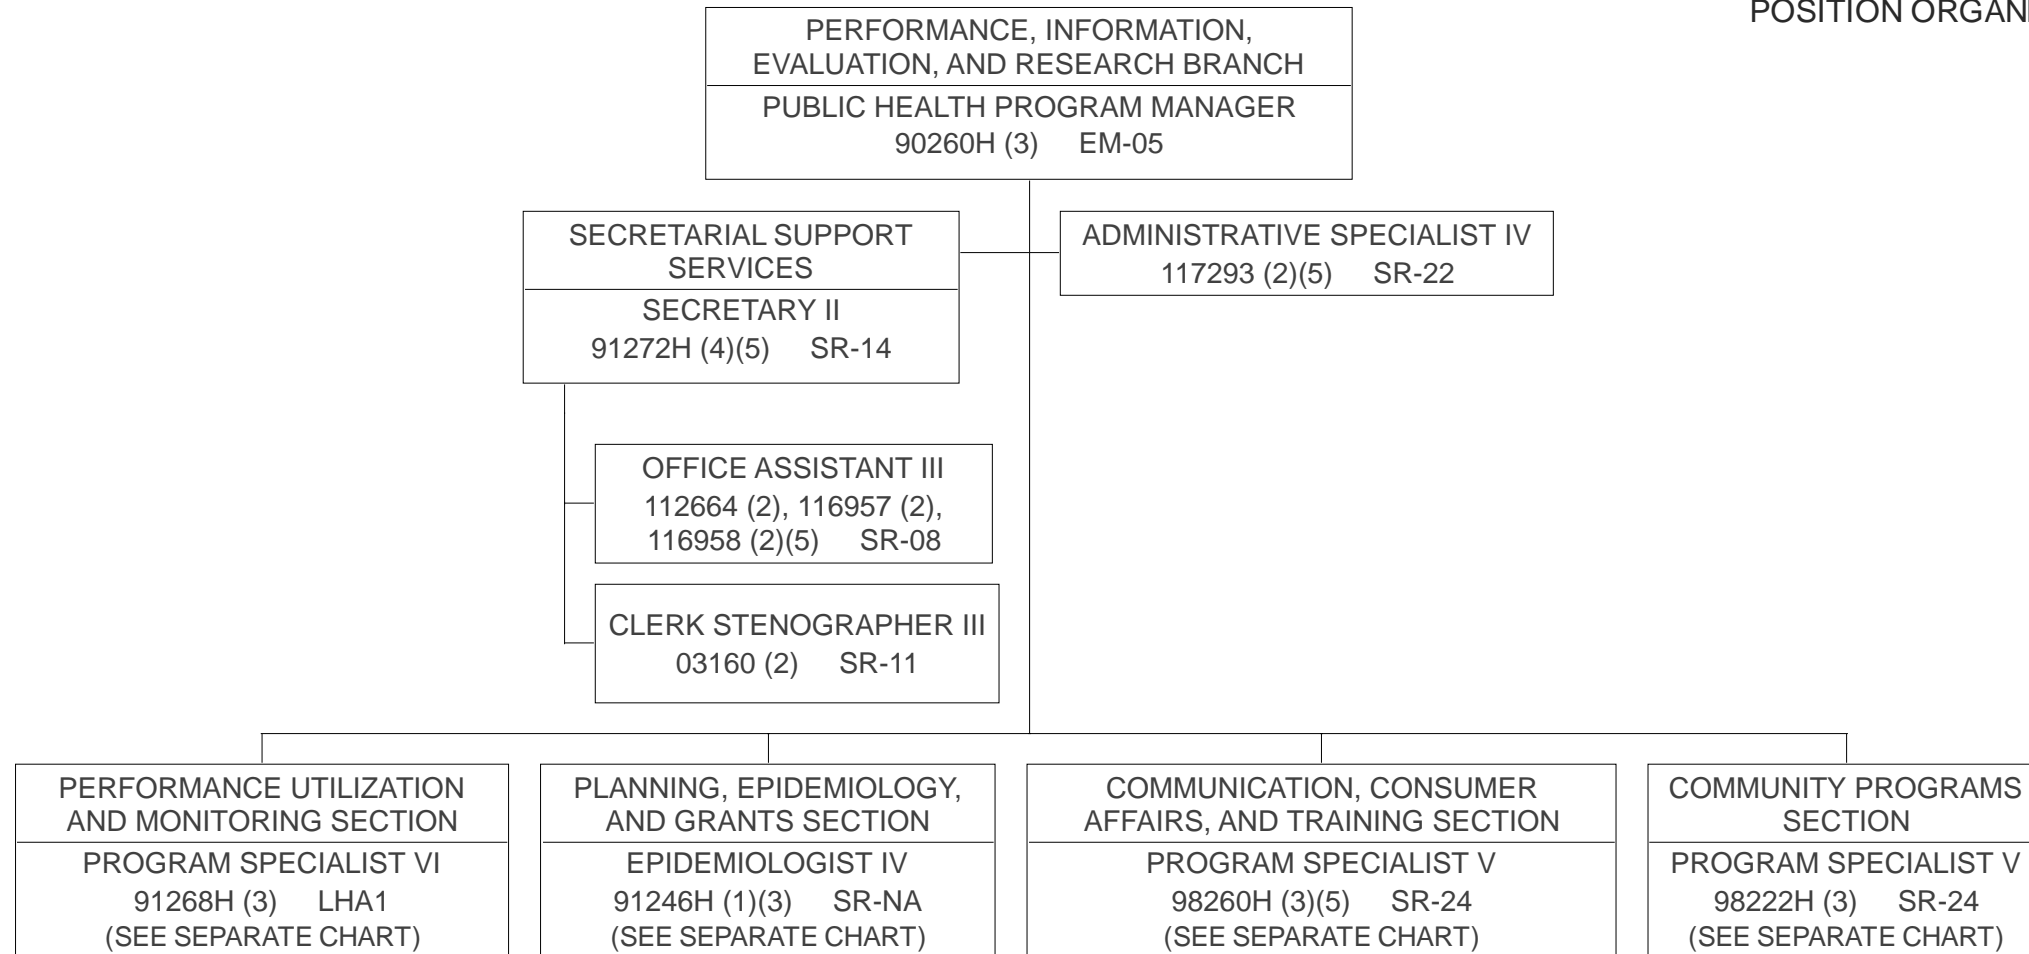 POSITION ORGAN
PERFORMANCE, INFORMATION,
EVALUATION, AND RESEARCH BRANCH
PUBLIC HEALTH PROGRAM MANAGER
90260H (3) EM-05
SECRETARIAL SUPPORT
SERVICES
SECRETARY II
91272H (4)(5) SR-14
ADMINISTRATIVE SPECIALIST IV
117293 (2)(5) SR-22
OFFICE ASSISTANT III
112664 (2), 116957 (2),
116958 (2)(5) SR-08
CLERK STENOGRAPHER III
03160 (2) SR-11
PERFORMANCE UTILIZATION
AND MONITORING SECTION
PROGRAM SPECIALIST VI
91268H (3) LHA1
(SEE SEPARATE CHART)
PLANNING, EPIDEMIOLOGY,
AND GRANTS SECTION
EPIDEMIOLOGIST IV
91246H (1)(3) SR-NA
(SEE SEPARATE CHART)
COMMUNICATION, CONSUMER
AFFAIRS, AND TRAINING SECTION
PROGRAM SPECIALIST V
98260H (3)(5) SR-24
(SEE SEPARATE CHART)
COMMUNITY PROGRAMS
SECTION
PROGRAM SPECIALIST V
98222H (3) SR-24
(SEE SEPARATE CHART)